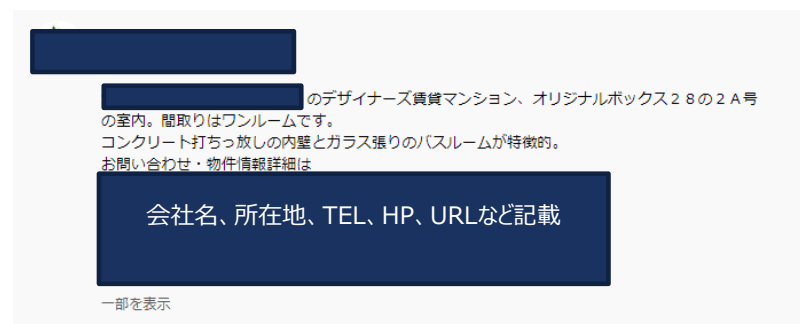 のデザイナーズ賃貸マンション、オリジナルボックス２８の２Ａ号
の室内。間取りはワンルームです。
コンクリート打ちっ放しの内壁とガラス張りのバスルームが特徴的。
お問い合わせ・物件情報詳細は
会社名、所在地、TEL、HP、URLなど記載
一部を表示